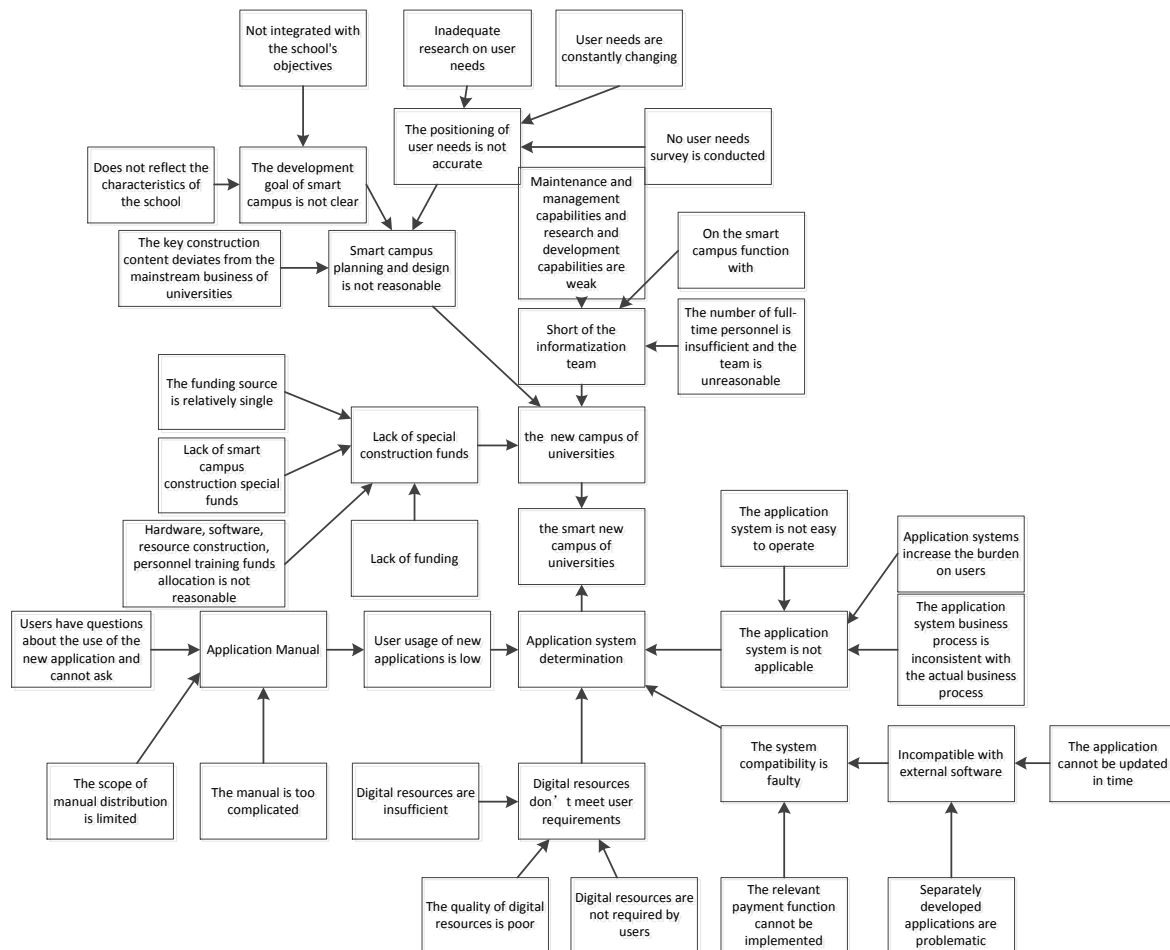 Not integrated with
the school's
objectives
Inadequate
research on user
needs
User needs are
constantly changing
The positioning of
user needs is not
accurate
No user needs
survey is conducted
Does not reflect the
characteristics of
the school
The development
goal of smart
campus is not clear
Maintenance and
management
capabilities and
research and
development
capabilities are
weak
The key construction
content deviates from the
mainstream business of
universities
Smart campus
planning and design
is not reasonable
On the smart
campus function
with
Short of the
informatization
team
The number of full-
time personnel is
insufficient and the
team is
unreasonable
The funding source
is relatively single
Lack of special
construction funds
the new campus of
universities
Lack of smart
campus
construction special
funds
Hardware, software,
resource construction,
personnel training funds
allocation is not
reasonable
Lack of funding
the smart new
campus of
universities
The application
system is not easy
to operate
Application systems
increase the burden
on users
Users have questions
about the use of the
new application and
cannot ask
Application Manual
User usage of new
applications is low
Application system
determination
The application
system is not
applicable
The application
system business
process is
inconsistent with
the actual business
process
The scope of
manual distribution
is limited
The manual is too
complicated
Digital resources are
insufficient
Digital resources
don’t meet user
requirements
The system
compatibility is
faulty
Incompatible with
external software
The application
cannot be updated
in time
The quality of digital
resources is poor
Digital resources are
not required by
users
The relevant
payment function
cannot be
implemented
Separately
developed
applications are
problematic